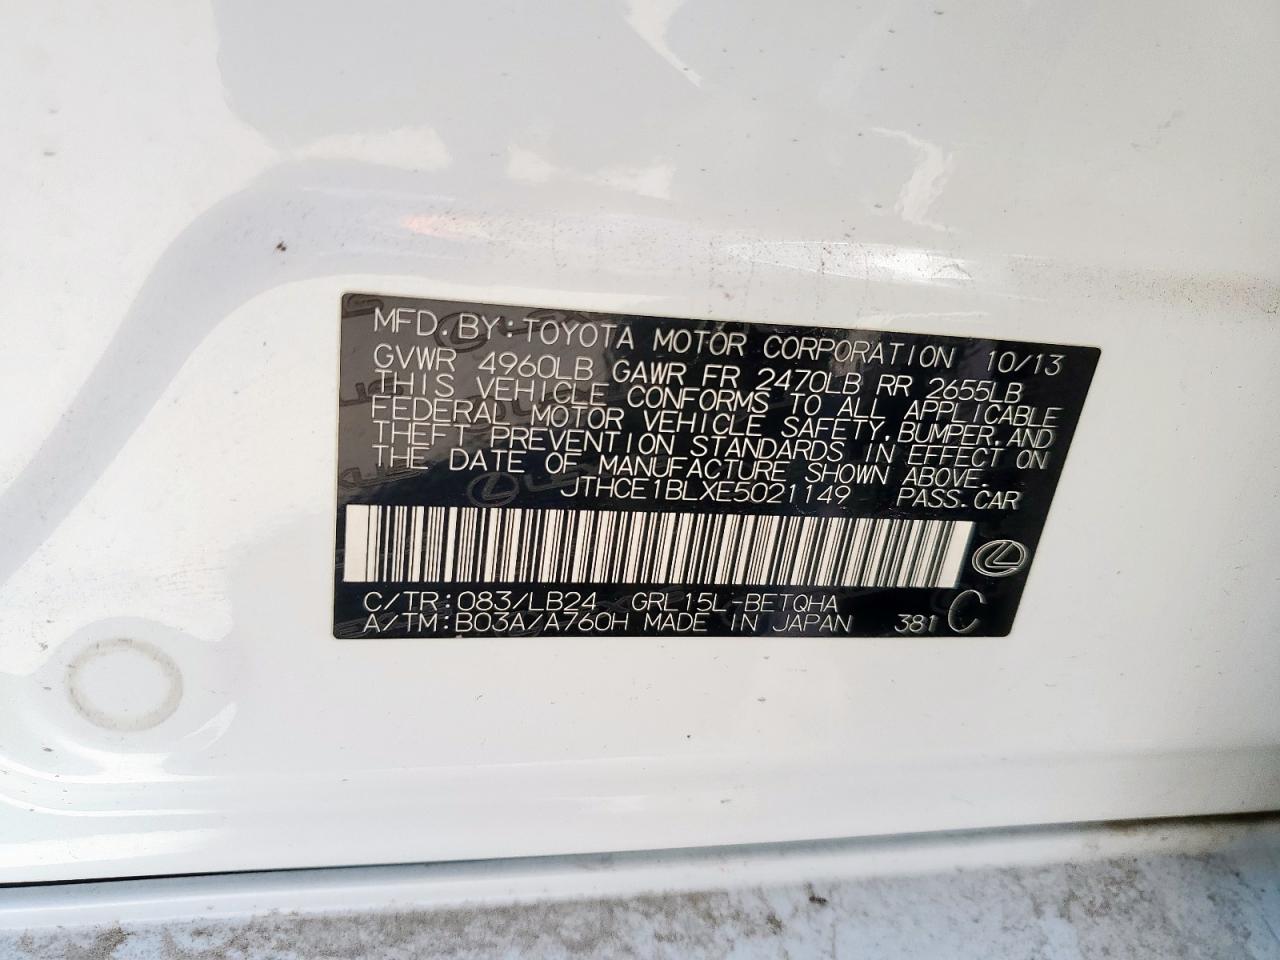 MFD. BY: TOYOTA MOTOR CORPORATION 10/13
GVWR 4960LB GAWR FR 2470LB RR 2655LB
THIS VEHICLE CONFORMS TO ALL APPLICABLE
FEDERAL MOTOR VEHICLE SAFETY, BUMPER, AND
THEFT PREVENTION STANDARDS IN EFFECT ON
THE DATE OF MANUFACTURE SHOWN ABOVE.
JTHCE1BLXE5021149 PASS. CAR
C/TR: 083/LB24 GRL15L-BETQHA
A/TM: B03A/A760H MADE IN JAPAN 381 C